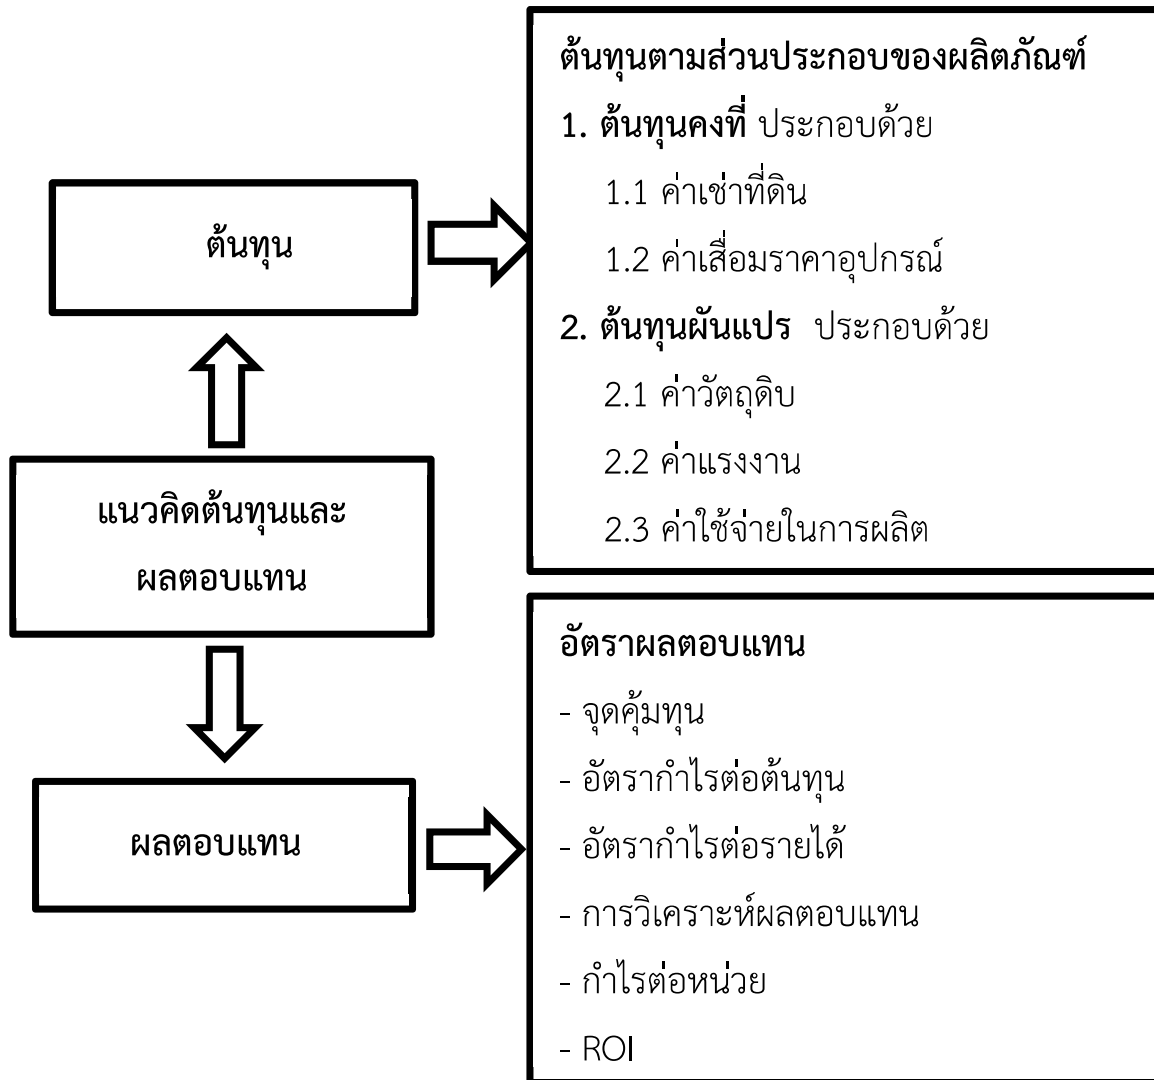 ต้นทุนตามส่วนประกอบของผลิตภัณฑ์
1. ต้นทุนคงที่ ประกอบด้วย
1.1 ค่าเช่าที่ดิน
1.2 ค่าเสื่อมราคาอุปกรณ์
2. ต้นทุนผันแปร ประกอบด้วย
2.1 ค่าวัตถุดิบ
2.2 ค่าแรงงาน
2.3 ค่าใช้จ่ายในการผลิต
ต้นทุน
แนวคิดต้นทุนและ
ผลตอบแทน
ผลตอบแทน
อัตราผลตอบแทน
- จุดคุ้มทุน
- อัตรากำไรต่อต้นทุน
- อัตรากำไรต่อรายได้
- การวิเคราะห์ผลตอบแทน
- กำไรต่อหน่วย
- ROI